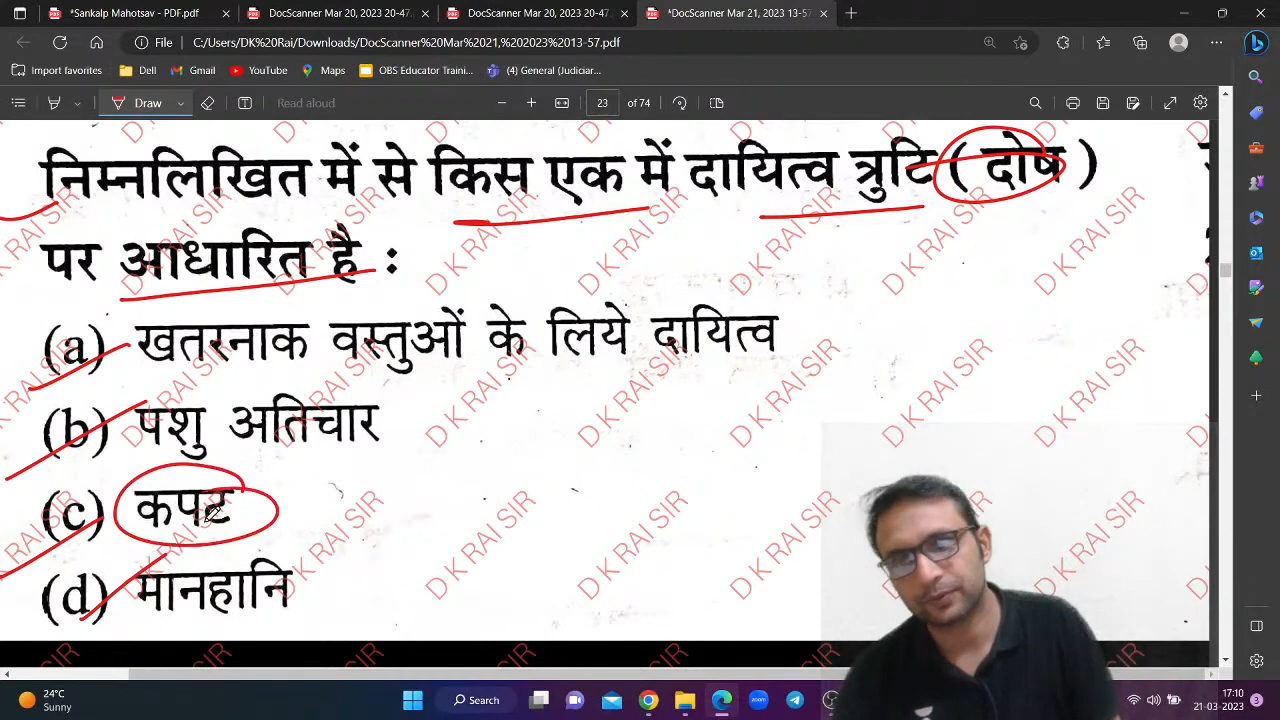 *Sankalp Mahotsav - PDF.pdf
DocScanner Mar 20, 2023 20-47.
DocScanner Mar 20, 2023 20-47
*DocScanner Mar 21, 2023 13-57
File C:/Users/DK%20Rai/Downloads/DocScanner%20Mar%2021,%202023%2013-57.pdf
Import favorites Dell Gmail YouTube Maps OBS Educator Traini... (4) General (Judiciar...
Draw Read aloud 23 of 74
निम्नलिखित में से किस एक में दायित्व त्रुटि ( दोष )
पर आधारित है :
(a) खतरनाक वस्तुओं के लिये दायित्व
(b) पशु अतिचार
(c) कपट
(d) मानहानि
D K RAI SIR
24°C
Sunny
Search
zoom
17:10
21-03-2023
3